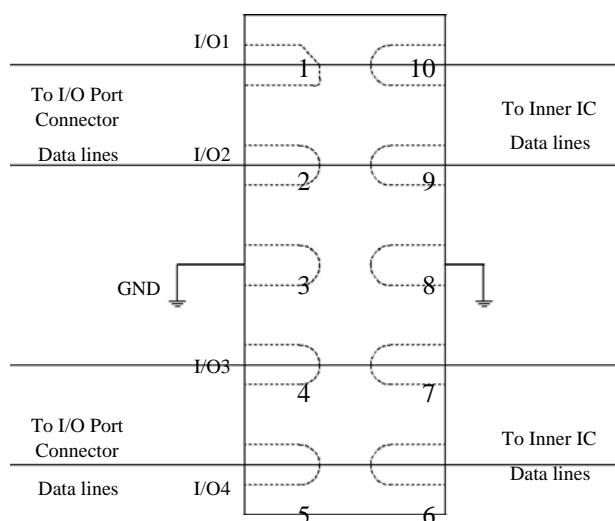 I/O1
1
10
To I/O Port
Connector
Data lines
To Inner IC
Data lines
I/O2
2
9
GND
3
8
I/O3
4
7
To I/O Port
Connector
Data lines
To Inner IC
Data lines
I/O4
5
6